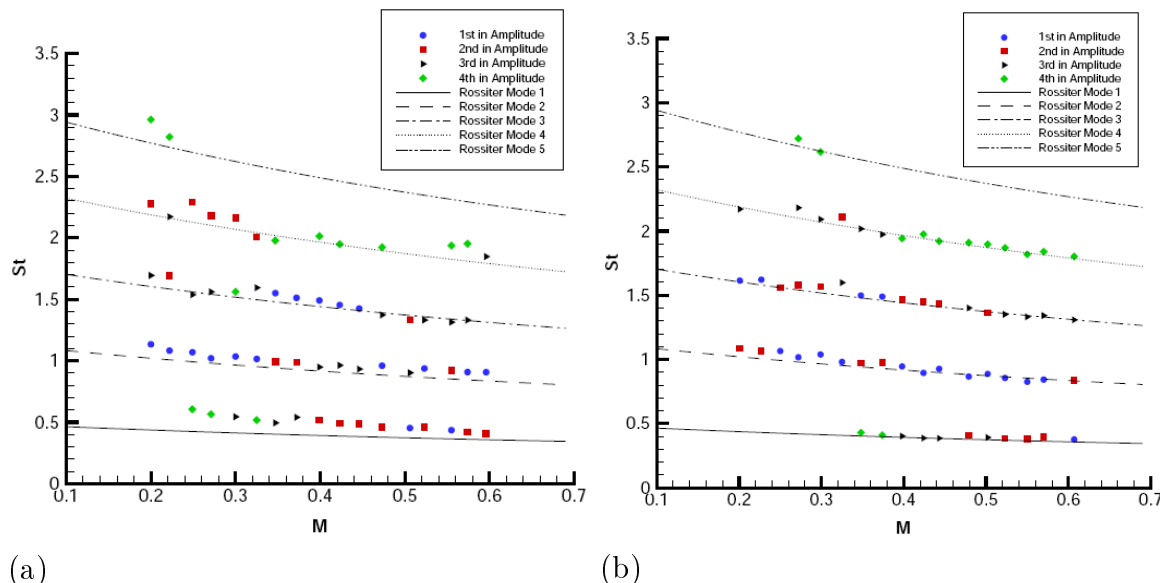 1st in Amplitude
2nd in Amplitude
3rd in Amplitude
4th in Amplitude
Rossiter Mode 1
Rossiter Mode 2
Rossiter Mode 3
Rossiter Mode 4
Rossiter Mode 5
3.5
3
2.5
2
1.5
1
0.5
0
St
0.1 0.2 0.3 0.4 0.5 0.6 0.7
M
(a)
1st in Amplitude
2nd in Amplitude
3rd in Amplitude
4th in Amplitude
Rossiter Mode 1
Rossiter Mode 2
Rossiter Mode 3
Rossiter Mode 4
Rossiter Mode 5
3.5
3
2.5
2
1.5
1
0.5
0
St
0.1 0.2 0.3 0.4 0.5 0.6 0.7
M
(b)